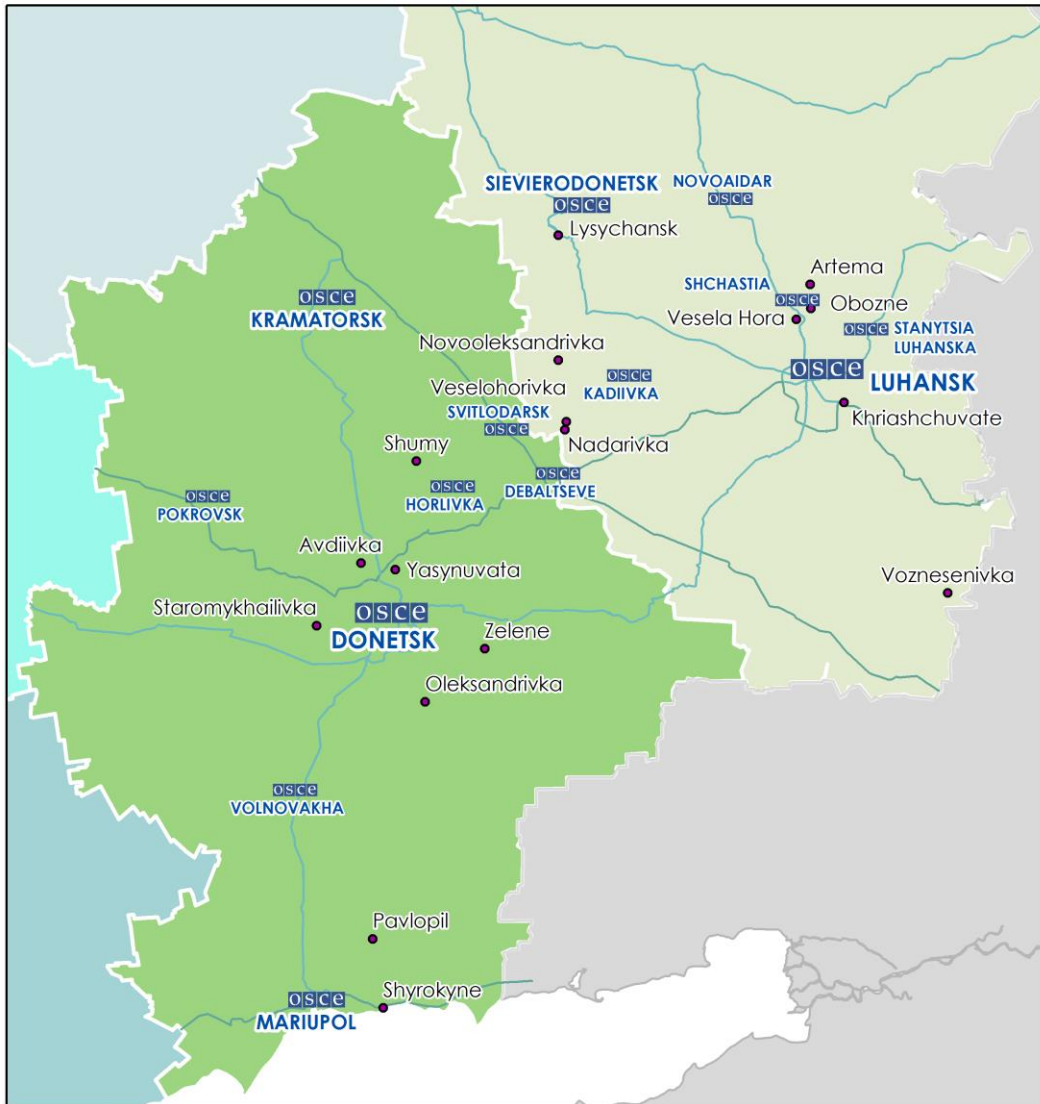 SIEVIERODONETSK
osce
NOVOAIDAR
osce
Lysychansk
Artema
SHCHASTIA
osce
Obozne
Vesela Hora
osce
STANYTSIA
LUHANSKA
osce
KRAMATORSK
Novooleksandrivka
osce
LUHANSK
osce
KADIIVKA
Veselohorivka
SVITLODARSK
osce
Khriashchuvate
Nadarivka
Shumy
osce
HORLIVKA
osce
DEBALTSEVE
osce
POKROVSK
Avdiivka
Yasynuvata
Voznesenivka
Staromykhailivka
osce
DONETSK
Zelene
Oleksandrivka
osce
VOLNOVAKHA
Pavlopil
Shyrokyne
osce
MARIUPOL